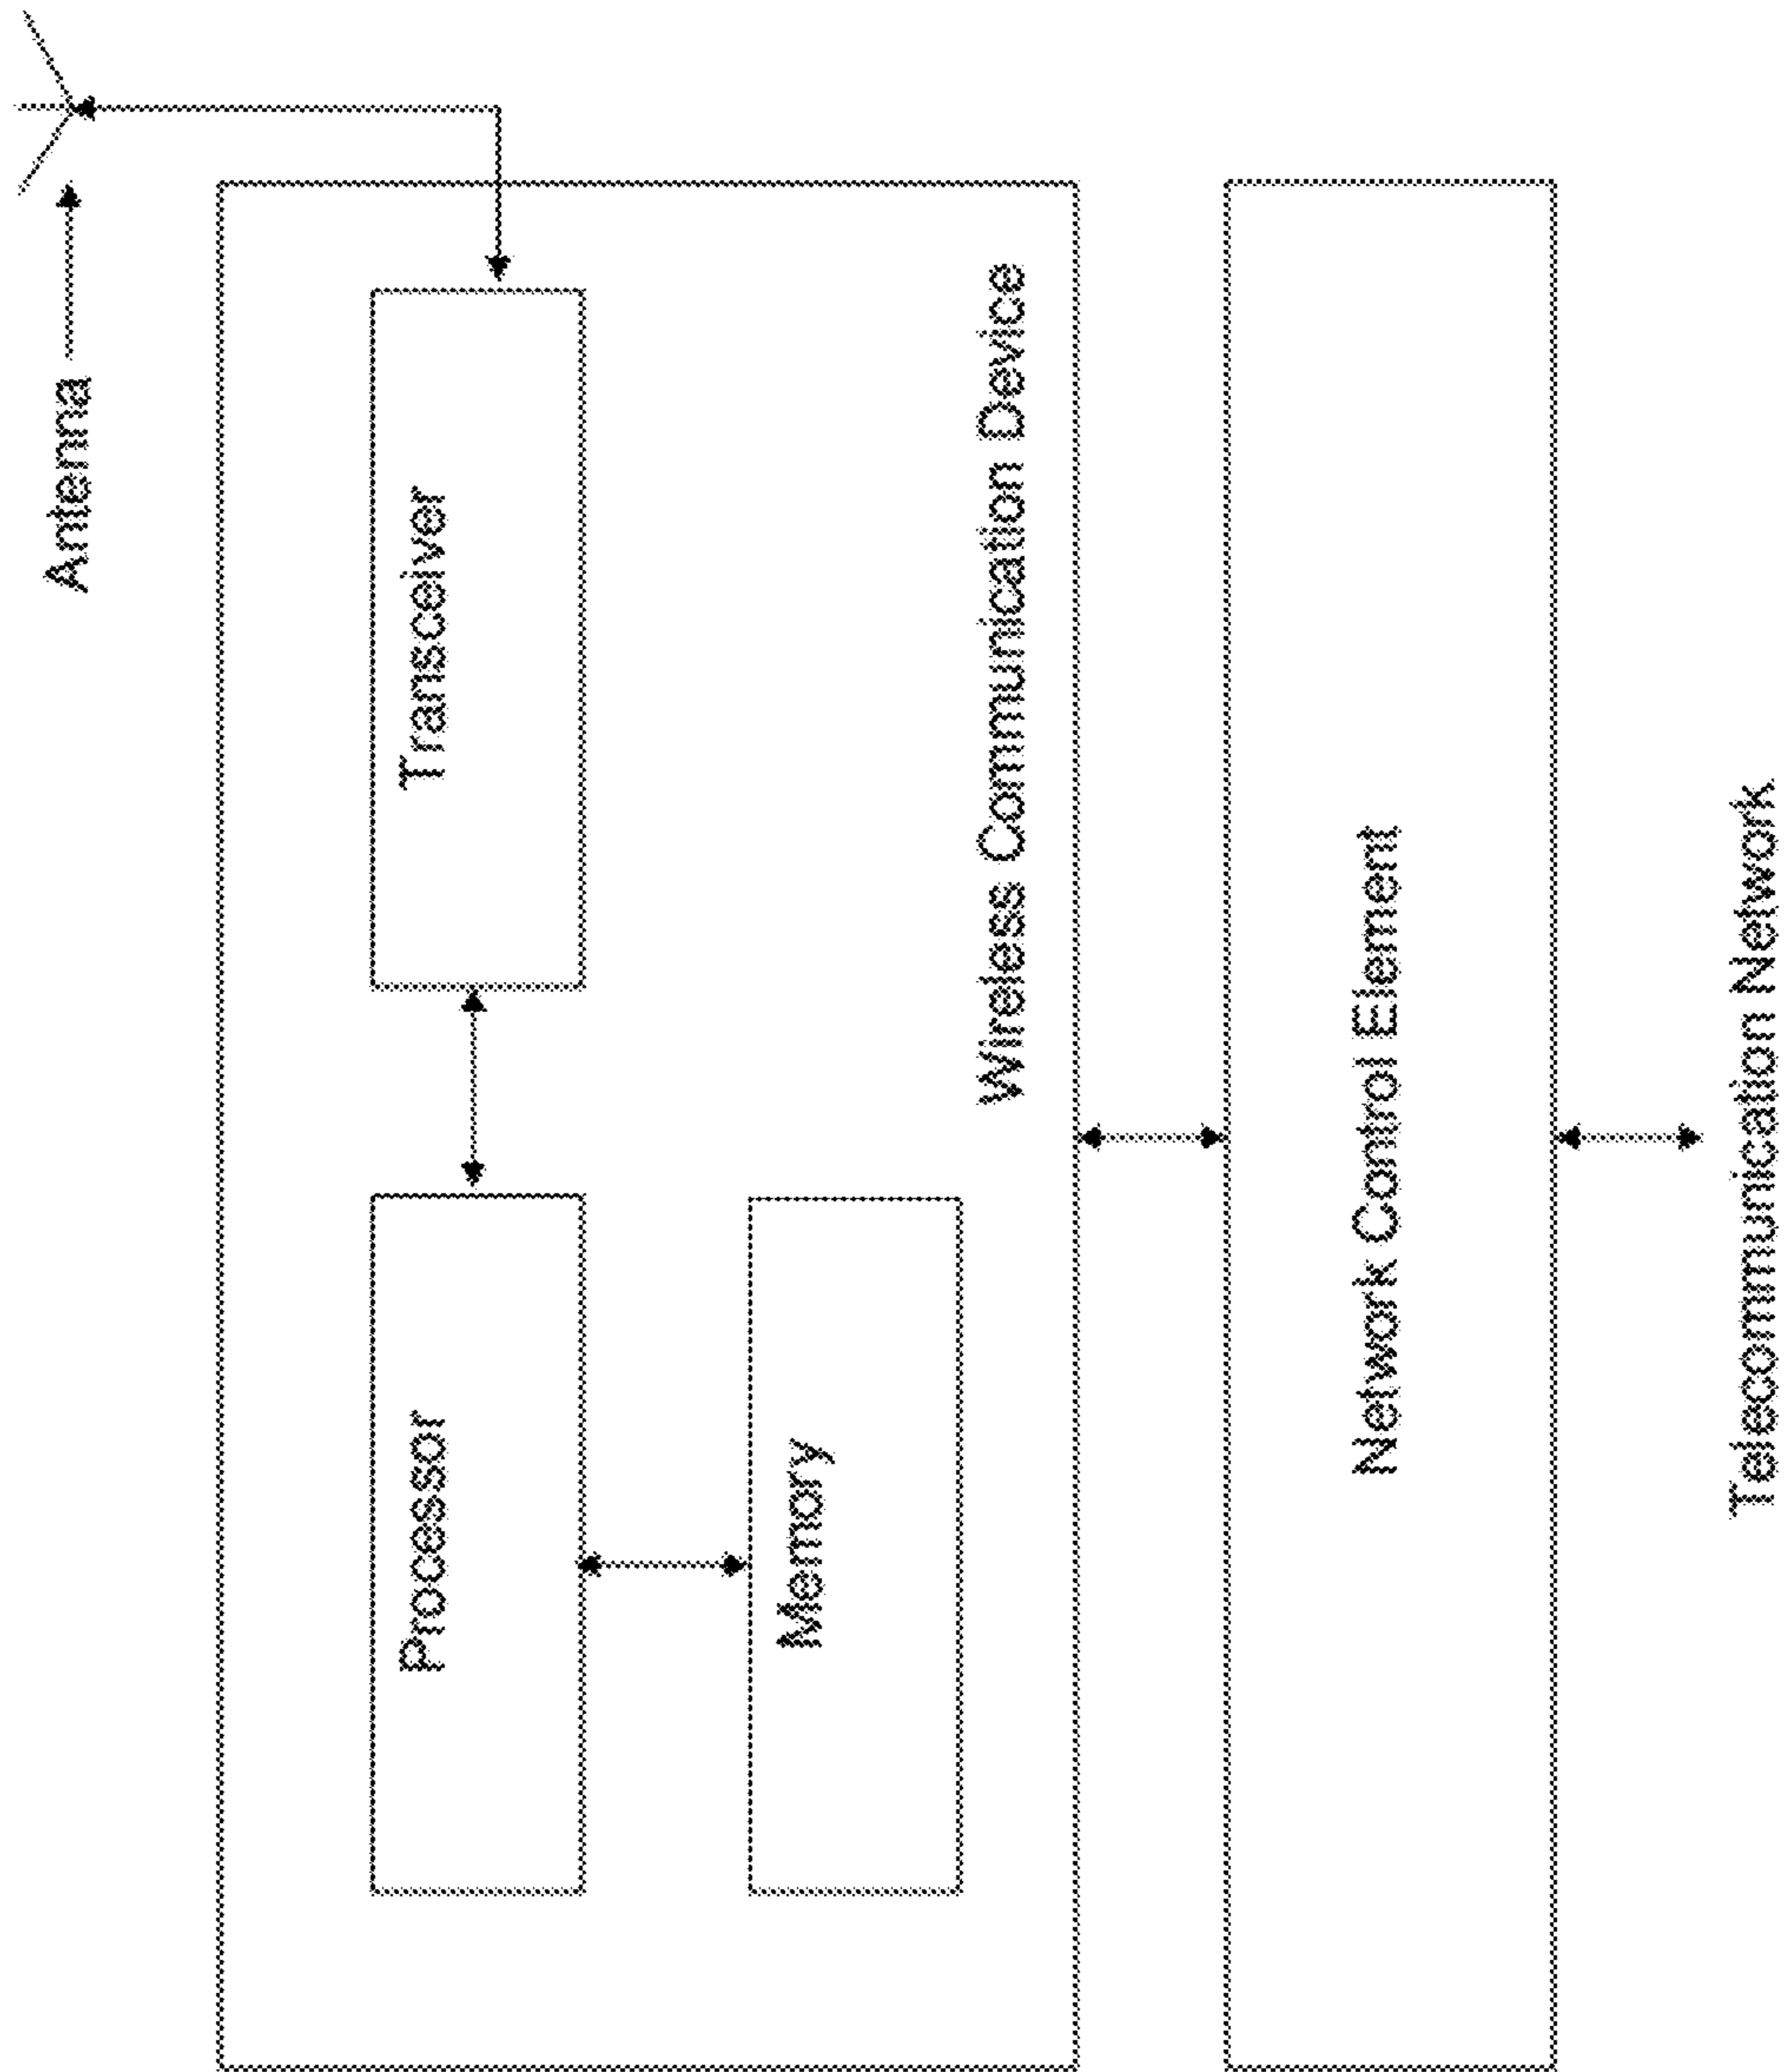 Antenna
Processor
Transceiver
Memory
Wireless Communication Device
Network Control Element
Telecommunication Network